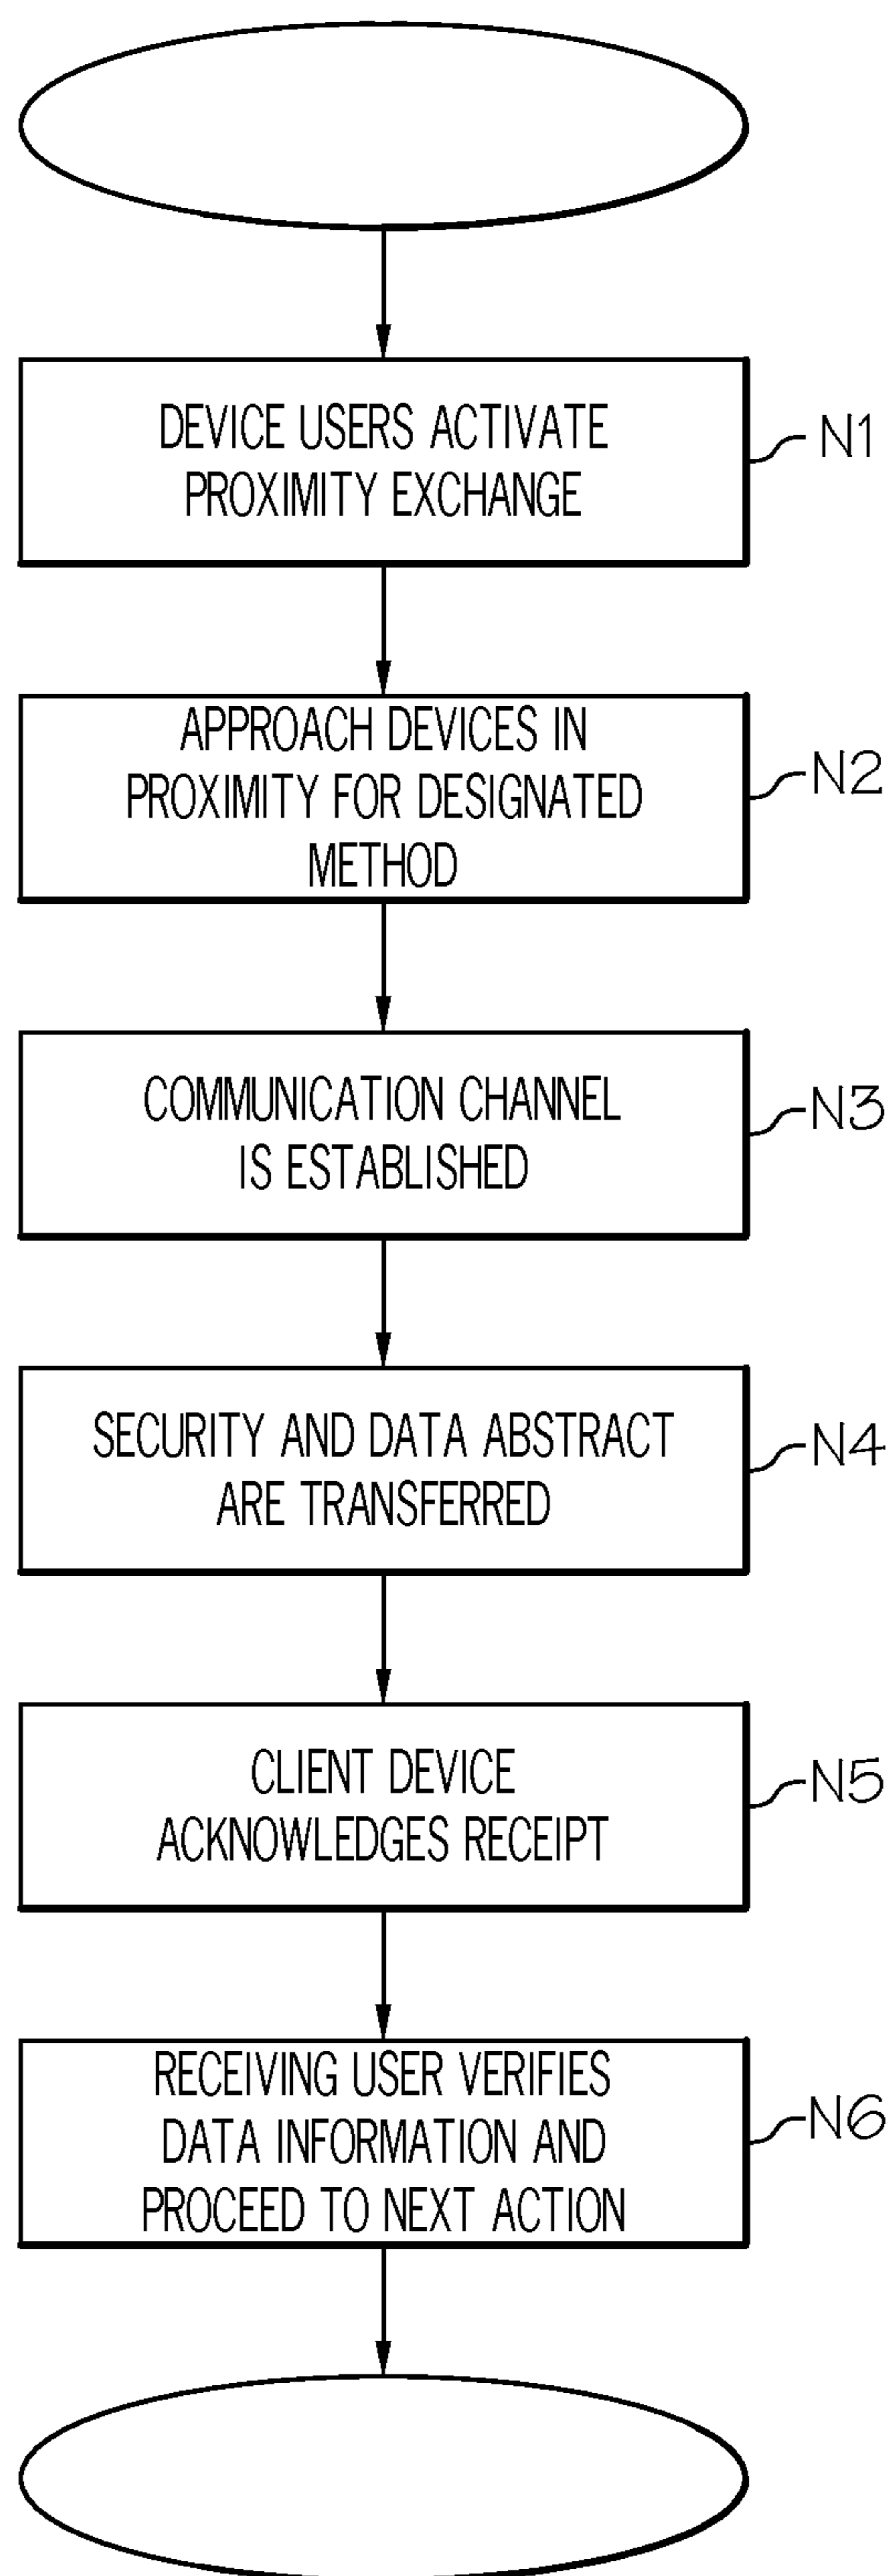 DEVICE USERS ACTIVATE
PROXIMITY EXCHANGE
N1
APPROACH DEVICES IN
PROXIMITY FOR DESIGNATED
METHOD
N2
COMMUNICATION CHANNEL
IS ESTABLISHED
N3
SECURITY AND DATA ABSTRACT
ARE TRANSFERRED
N4
CLIENT DEVICE
ACKNOWLEDGES RECEIPT
N5
RECEIVING USER VERIFIES
DATA INFORMATION AND
PROCEED TO NEXT ACTION
N6